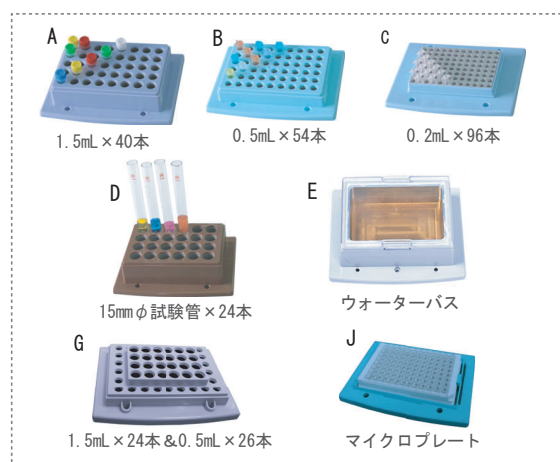 A
B
C
1.5mL×40本
0.5mL×54本
0.2mL×96本
D
E
15mmφ試験管×24本
ウォーターバス
G
J
1.5mL×24本&0.5mL×26本
マイクロプレート